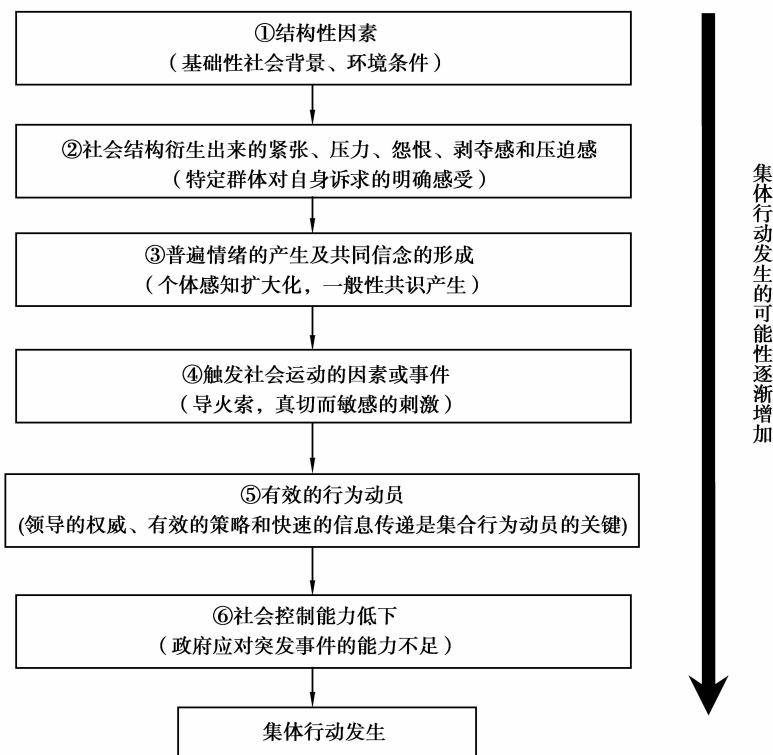 ①结构性因素
（基础性社会背景、环境条件）
②社会结构衍生出来的紧张、压力、怨恨、剥夺感和压迫感
（特定群体对自身诉求的明确感受）
③普遍情绪的产生及共同信念的形成
（个体感知扩大化，一般性共识产生）
④触发社会运动的因素或事件
（导火索，真切而敏感的刺激）
⑤有效的行为动员
(领导的权威、有效的策略和快速的信息传递是集合行为动员的关键)
⑥社会控制能力低下
（政府应对突发事件的能力不足）
集体行动发生
集体行动发生的可能性逐渐增加